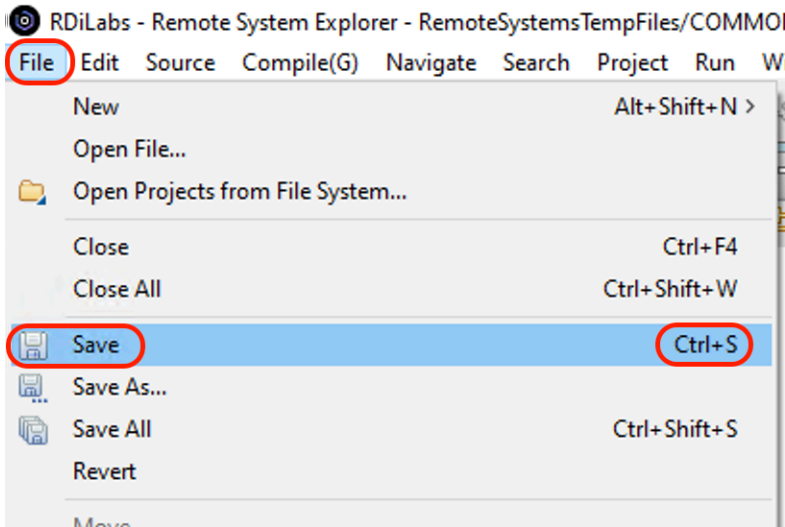 RDiLabs - Remote System Explorer - RemoteSystemsTempFiles/COMMO
File Edit Source Compile(G) Navigate Search Project Run Wi
New Alt+Shift+N >
Open File...
Open Projects from File System...
Close Ctrl+F4
Close All Ctrl+Shift+W
Save Ctrl+S
Save As...
Save All Ctrl+Shift+S
Revert
Move